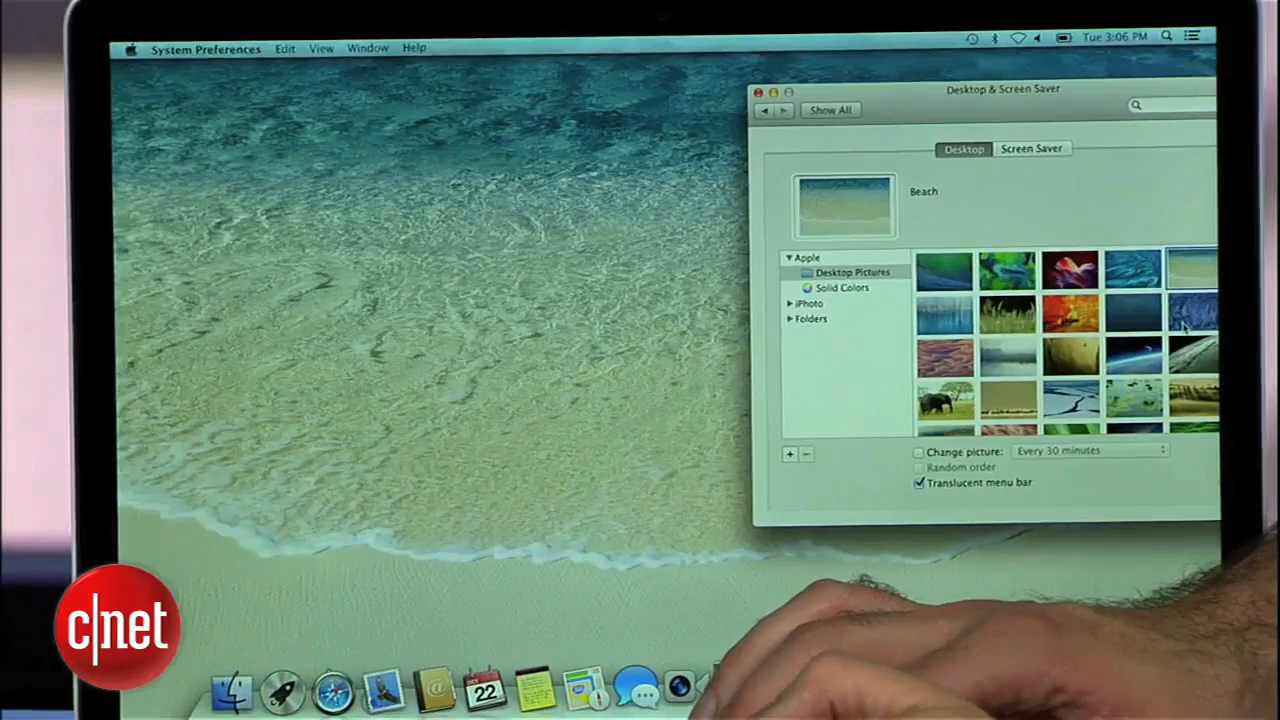 System Preferences Edit View Window Help
Tue 3:06 PM
Desktop & Screen Saver
Show All
Desktop Screen Saver
Beach
Apple
Desktop Pictures
Solid Colors
iPhoto
Folders
Change picture: Every 30 minutes
Random order
Translucent menu bar
c|net
OCT
22